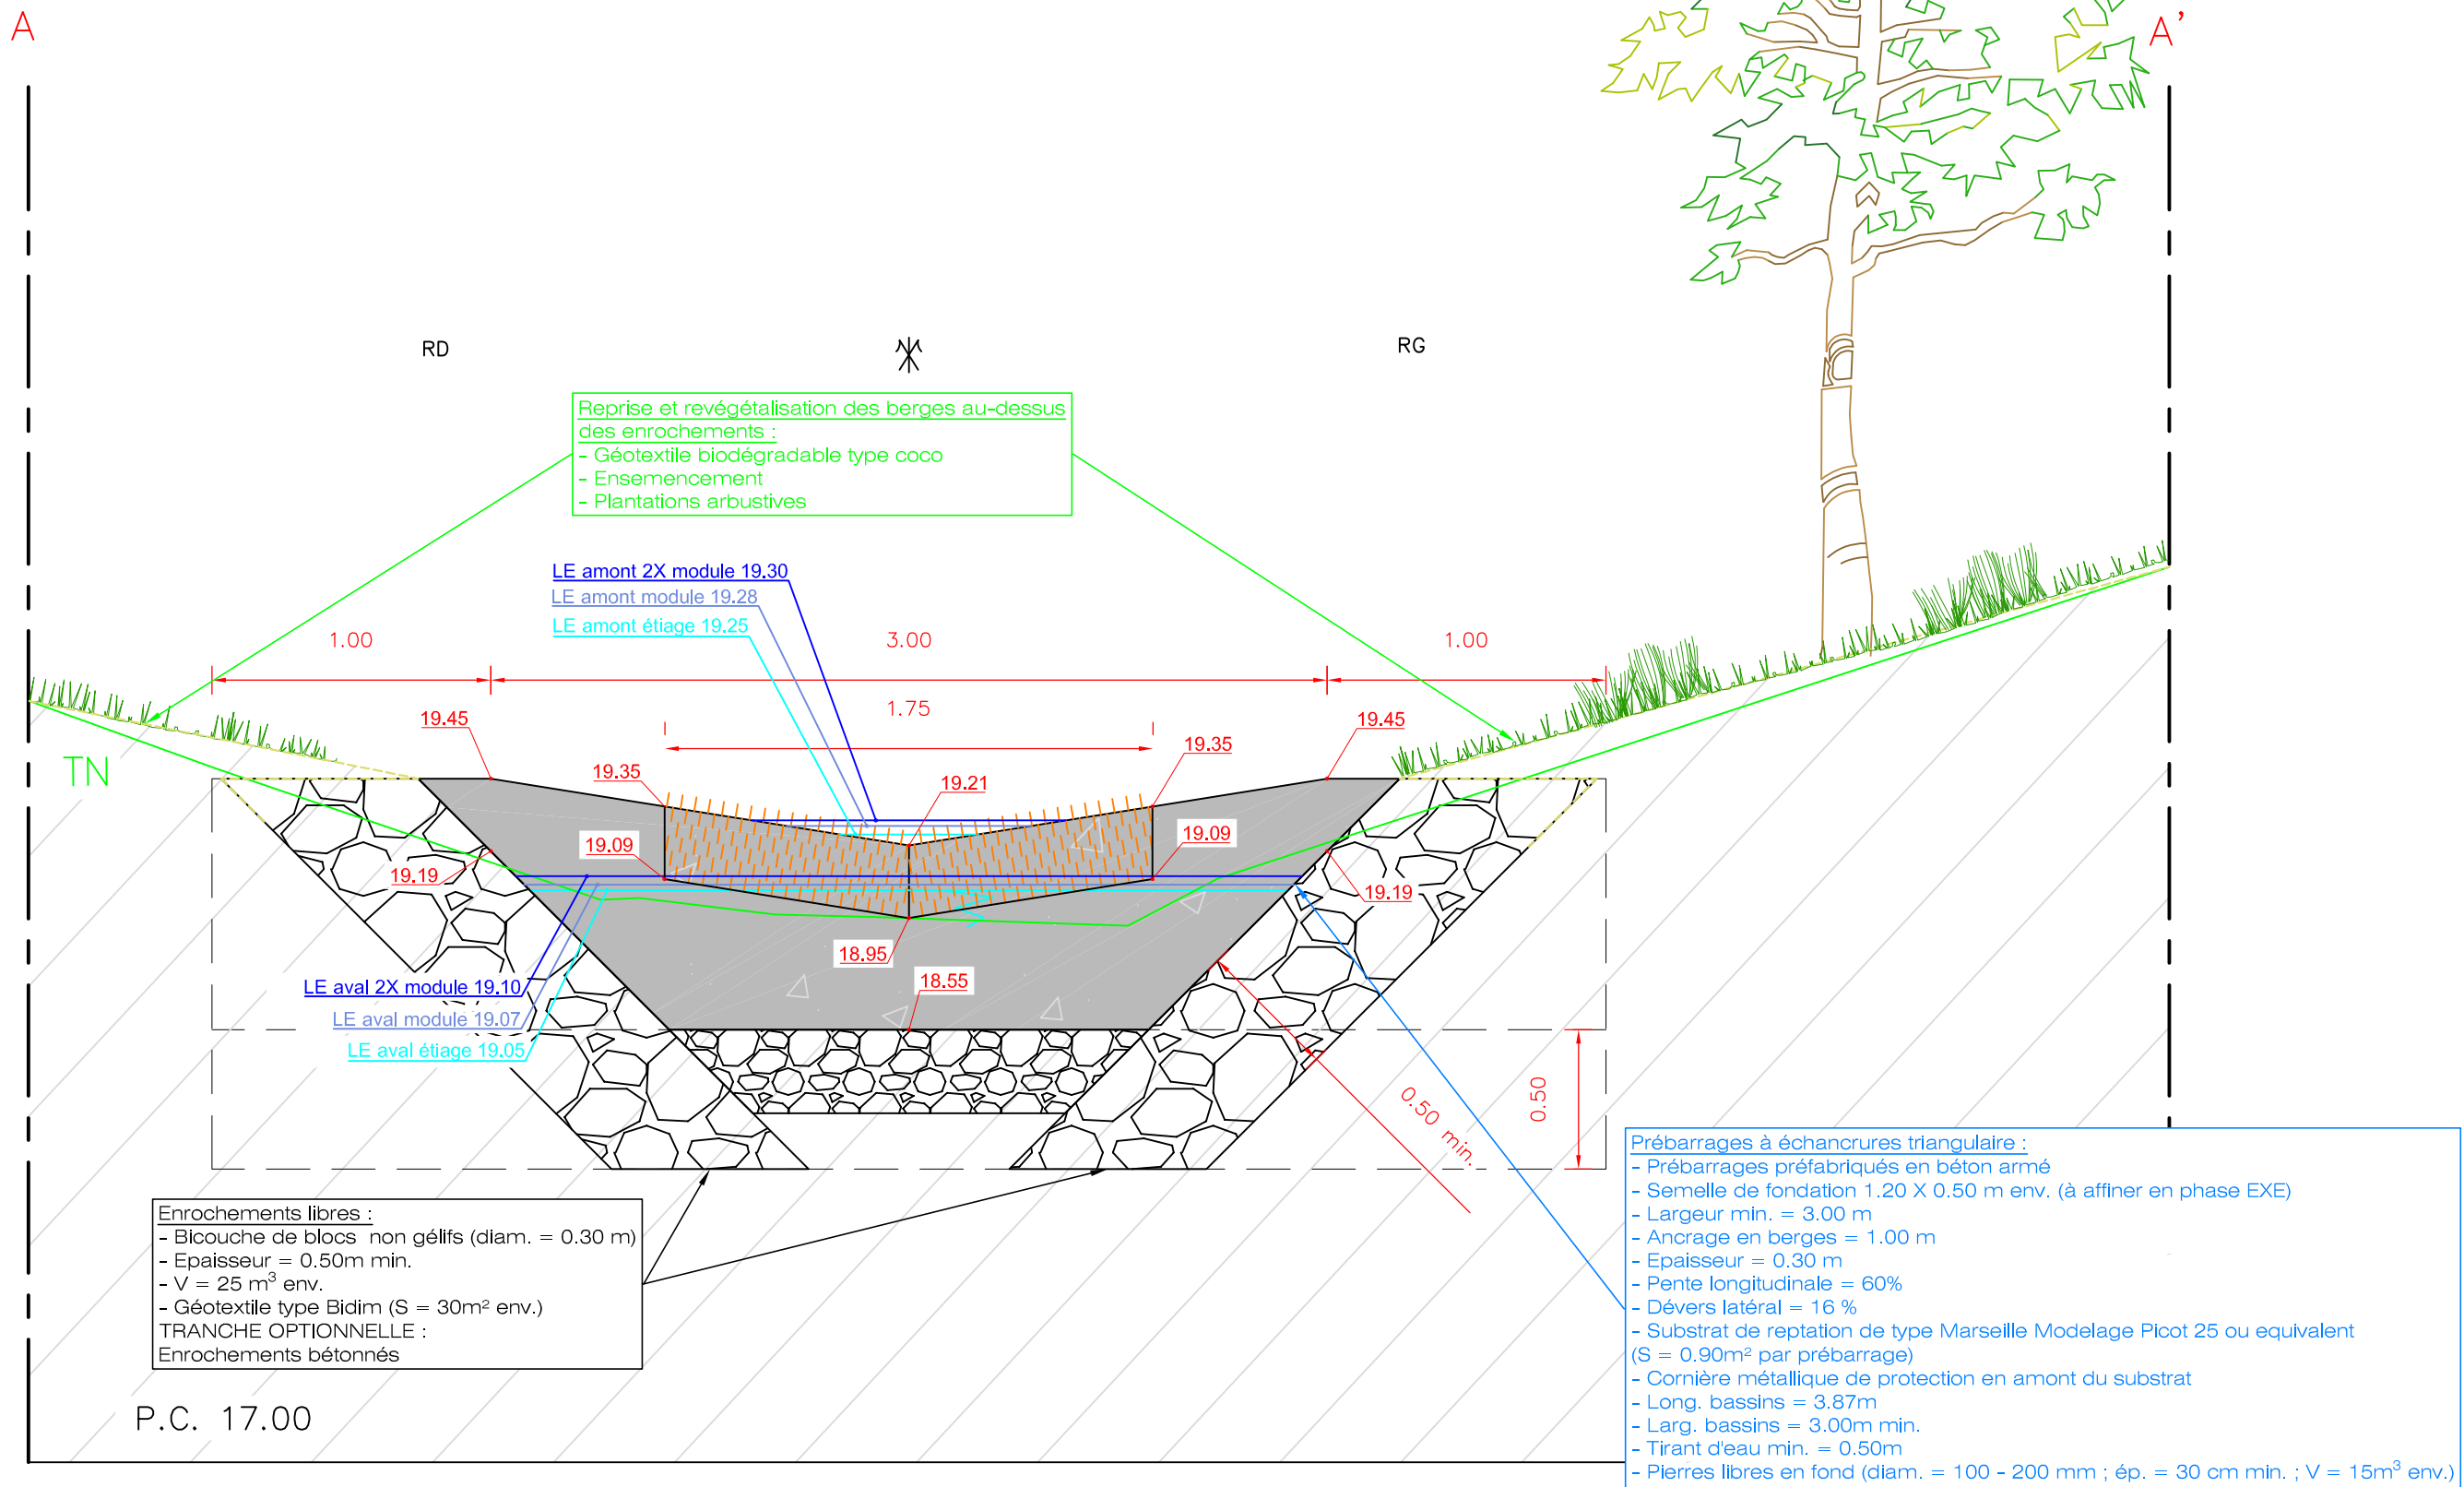 A
A'
RD
RG
Reprise et revégétalisation des berges au-dessus
des enrochements :
- Géotextile biodégradable type coco
- Ensemencement
- Plantations arbustives
LE amont 2X module 19.30
LE amont module 19.28
LE amont étiage 19.25
1.00
3.00
1.00
1.75
19.45
19.45
19.35
19.35
19.21
TN
19.09
19.09
19.19
19.19
18.95
18.55
LE aval 2X module 19.10
LE aval module 19.07
LE aval étiage 19.05
0.50 min.
0.50
Enrochements libres :
- Bicouche de blocs non gélifs (diam. = 0.30 m)
- Epaisseur = 0.50m min.
- V = 25 m³ env.
- Géotextile type Bidim (S = 30m² env.)
TRANCHE OPTIONNELLE :
Enrochements bétonnés
Prébarrages à échancrures triangulaire :
- Prébarrages préfabriqués en béton armé
- Semelle de fondation 1.20 X 0.50 m env. (à affiner en phase EXE)
- Largeur min. = 3.00 m
- Ancrage en berges = 1.00 m
- Epaisseur = 0.30 m
- Pente longitudinale = 60%
- Dévers latéral = 16 %
- Substrat de reptation de type Marseille Modelage Picot 25 ou equivalent
(S = 0.90m² par prébarrage)
- Cornière métallique de protection en amont du substrat
- Long. bassins = 3.87m
- Larg. bassins = 3.00m min.
- Tirant d'eau min. = 0.50m
- Pierres libres en fond (diam. = 100 - 200 mm ; ép. = 30 cm min. ; V = 15m³ env.)
P.C. 17.00